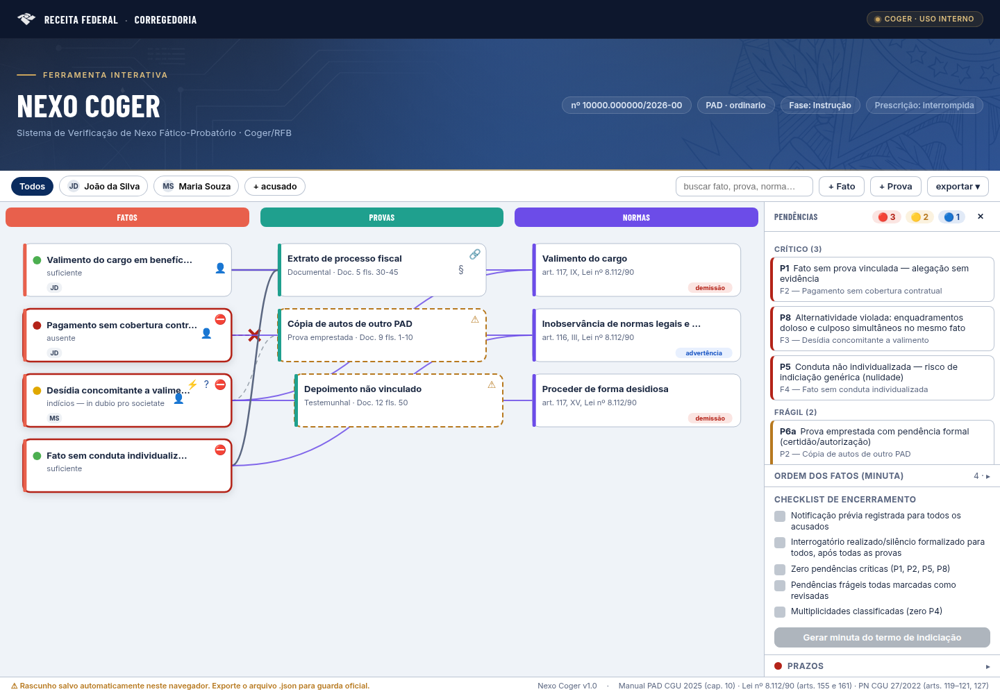 RECEITA FEDERAL · CORREGEDORIA
COGER · USO INTERNO
FERRAMENTA INTERATIVA
NEXO COGER
Sistema de Verificação de Nexo Fático-Probatório · Coger/RFB
nº 10000.000000/2026-00
PAD · ordinario
Fase: Instrução
Prescrição: interrompida
Todos
JD João da Silva
MS Maria Souza
+ acusado
buscar fato, prova, norma…
+ Fato
+ Prova
exportar ▾
FATOS
PROVAS
NORMAS
Valimento do cargo em benefíc…
suficiente
JD
Pagamento sem cobertura contr…
ausente
JD
Desídia concomitante a valime…
?
indícios — in dubio pro societate
MS
Fato sem conduta individualiz…
suficiente
Extrato de processo fiscal
Documental · Doc. 5 fls. 30-45
§
Cópia de autos de outro PAD
Prova emprestada · Doc. 9 fls. 1-10
Depoimento não vinculado
Testemunhal · Doc. 12 fls. 50
Valimento do cargo
art. 117, IX, Lei nº 8.112/90
demissão
Inobservância de normas legais e …
art. 116, III, Lei nº 8.112/90
advertência
Proceder de forma desidiosa
art. 117, XV, Lei nº 8.112/90
demissão
PENDÊNCIAS
3
2
1
✕
CRÍTICO (3)
P1 Fato sem prova vinculada — alegação sem
evidência
F2 — Pagamento sem cobertura contratual
P8 Alternatividade violada: enquadramentos
doloso e culposo simultâneos no mesmo fato
F3 — Desídia concomitante a valimento
P5 Conduta não individualizada — risco de
indiciação genérica (nulidade)
F4 — Fato sem conduta individualizada
FRÁGIL (2)
P6a Prova emprestada com pendência formal
(certidão/autorização)
P2 — Cópia de autos de outro PAD
ORDEM DOS FATOS (MINUTA)
4 · ▸
CHECKLIST DE ENCERRAMENTO
Notificação prévia registrada para todos os
acusados
Interrogatório realizado/silêncio formalizado para
todos, após todas as provas
Zero pendências críticas (P1, P2, P5, P8)
Pendências frágeis todas marcadas como
revisadas
Multiplicidades classificadas (zero P4)
Gerar minuta do termo de indiciação
PRAZOS
▸
⚠ Rascunho salvo automaticamente neste navegador. Exporte o arquivo .json para guarda oficial.
Nexo Coger v1.0 · Manual PAD CGU 2025 (cap. 10) · Lei nº 8.112/90 (arts. 155 e 161) · PN CGU 27/2022 (arts. 119–121, 127)